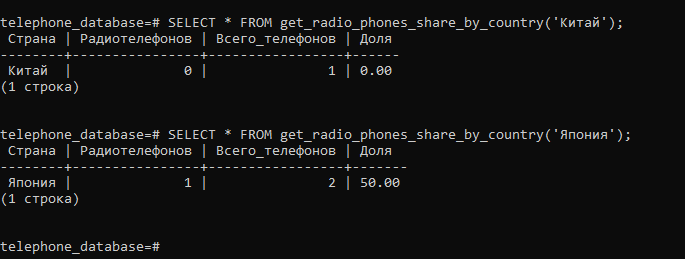 telephone_database=# SELECT * FROM get_radio_phones_share_by_country('Китай');
 Страна | Радиотелефонов | Всего_телефонов | Доля
--------+----------------+-----------------+------
 Китай  |              0 |               1 | 0.00
(1 строка)
telephone_database=# SELECT * FROM get_radio_phones_share_by_country('Япония');
 Страна | Радиотелефонов | Всего_телефонов | Доля
--------+----------------+-----------------+-------
 Япония |              1 |               2 | 50.00
(1 строка)
telephone_database=#